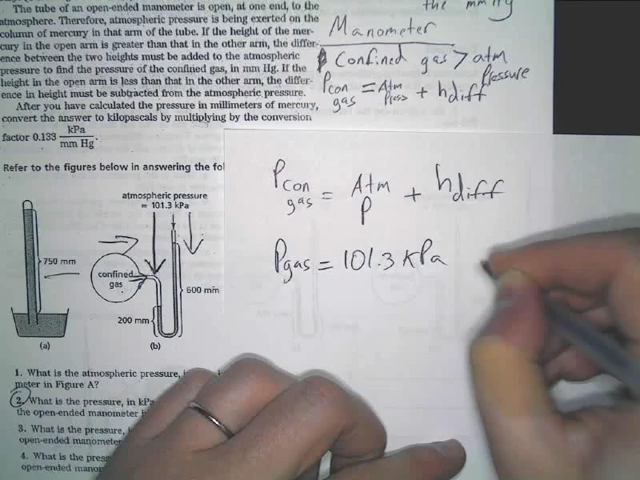 The tube of an open-ended manometer is open, at one end, to the
atmosphere. Therefore, atmospheric pressure is being exerted on the
column of mercury in that arm of the tube. If the height of the mer-
cury in the open arm is greater than that in the other arm, the differ-
ence between the two heights must be added to the atmospheric
pressure to find the pressure of the confined gas, in mm Hg. If the
height in the open arm is less than that in the other arm, the differ-
ence in height must be subtracted from the atmospheric pressure.
After you have calculated the pressure in millimeters of mercury,
convert the answer to kilopascals by multiplying by the conversion
factor 0.133 kPa
mm Hg.
Refer to the figures below in answering the fol
the mmHg
Manometer
Confined gas > atm
pressure
Pcon gas = Atm Press + hdiff
Pcon gas = Atm P + hdiff
Pgas = 101.3 kPa
atmospheric pressure
= 101.3 kPa
750 mm
confined
gas
600 mm
200 mm
(a)
(b)
1. What is the atmospheric pressure,
meter in Figure A?
2. What is the pressure, in kP
the open-ended manometer
3. What is the pressure,
open-ended manometer
4. What is the pres
open-ended manor